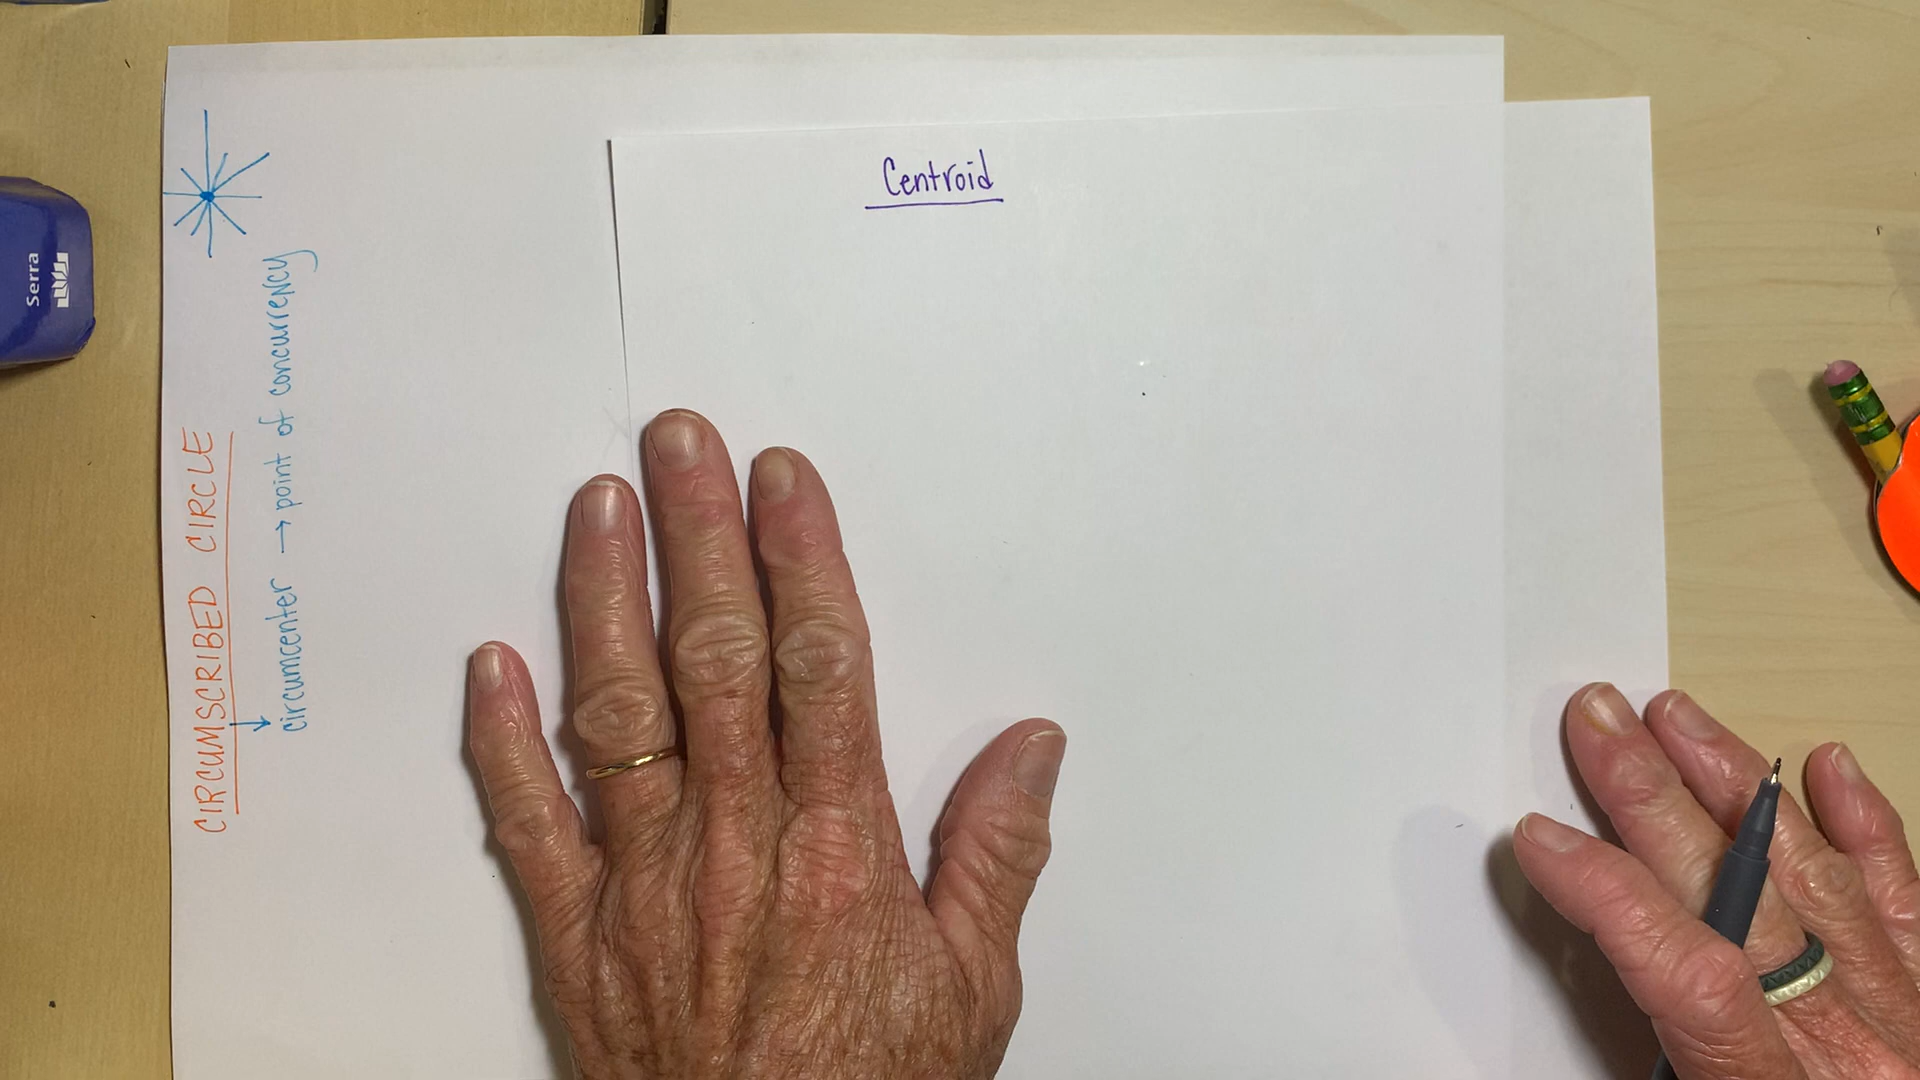 Centroid
CIRCUMSCRIBED CIRCLE
circumcenter → point of concurrency
Serra